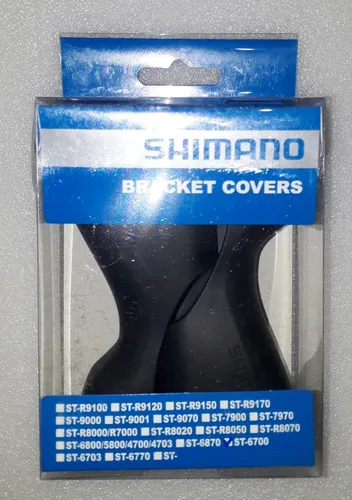 SHIMANO
BRACKET COVERS
ST-R9100 ST-R9120 ST-R9150 ST-R9170
ST-9000 ST-9001 ST-9070 ST-7900 ST-7970
ST-R8000/R7000 ST-R8020 ST-R8050 ST-R8070
ST-6800/5800/4700/4703 ST-6870 ST-6700
ST-6703 ST-6770 ST-